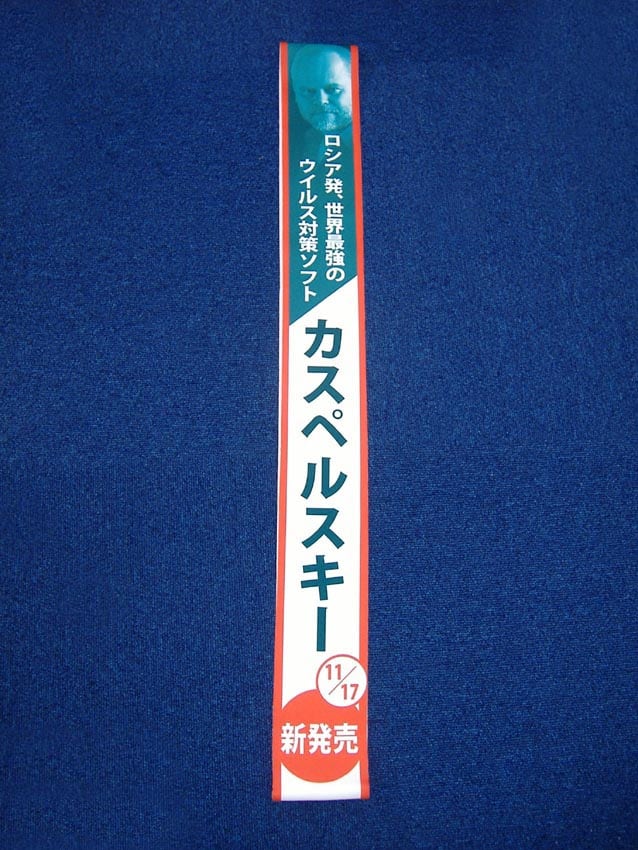 ロシア発、世界最強の
ウイルス対策ソフト
カスペルスキー
11/17
新発売